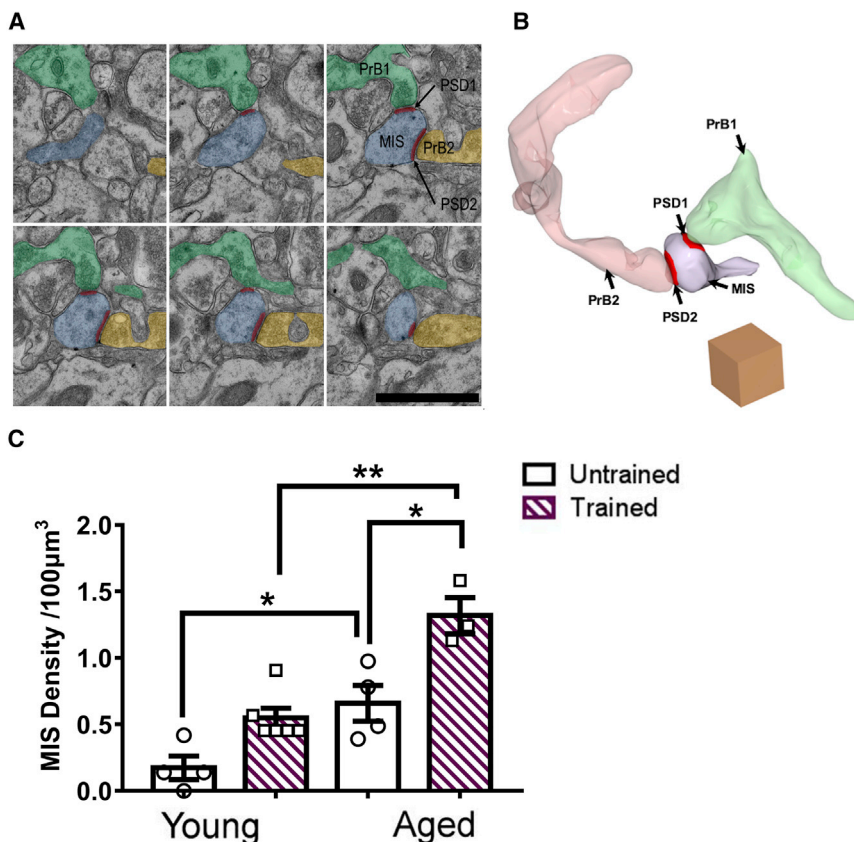 A
PrB1
PSD1
MIS
PrB2
PSD2
B
PrB1
PSD1
MIS
PrB2
PSD2
C
**
*
*
Untrained
Trained
MIS Density /100µm³
2.0
1.5
1.0
0.5
0.0
Young
Aged